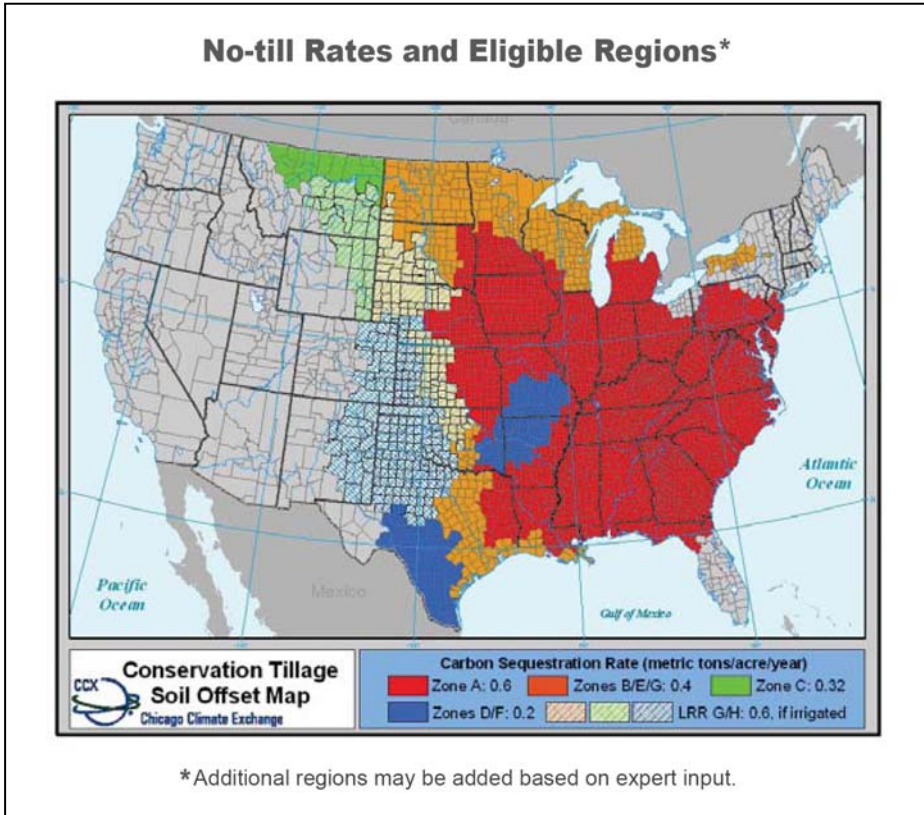 No-till Rates and Eligible Regions*
Canada
Atlantic
Ocean
Pacific
Ocean
Mexico
Gulf of Mexico
CCX
Conservation Tillage
Soil Offset Map
Chicago Climate Exchange
Carbon Sequestration Rate (metric tons/acre/year)
Zone A: 0.6 Zones B/E/G: 0.4 Zone C: 0.32
Zones D/F: 0.2 LRR G/H: 0.6, if irrigated
*Additional regions may be added based on expert input.